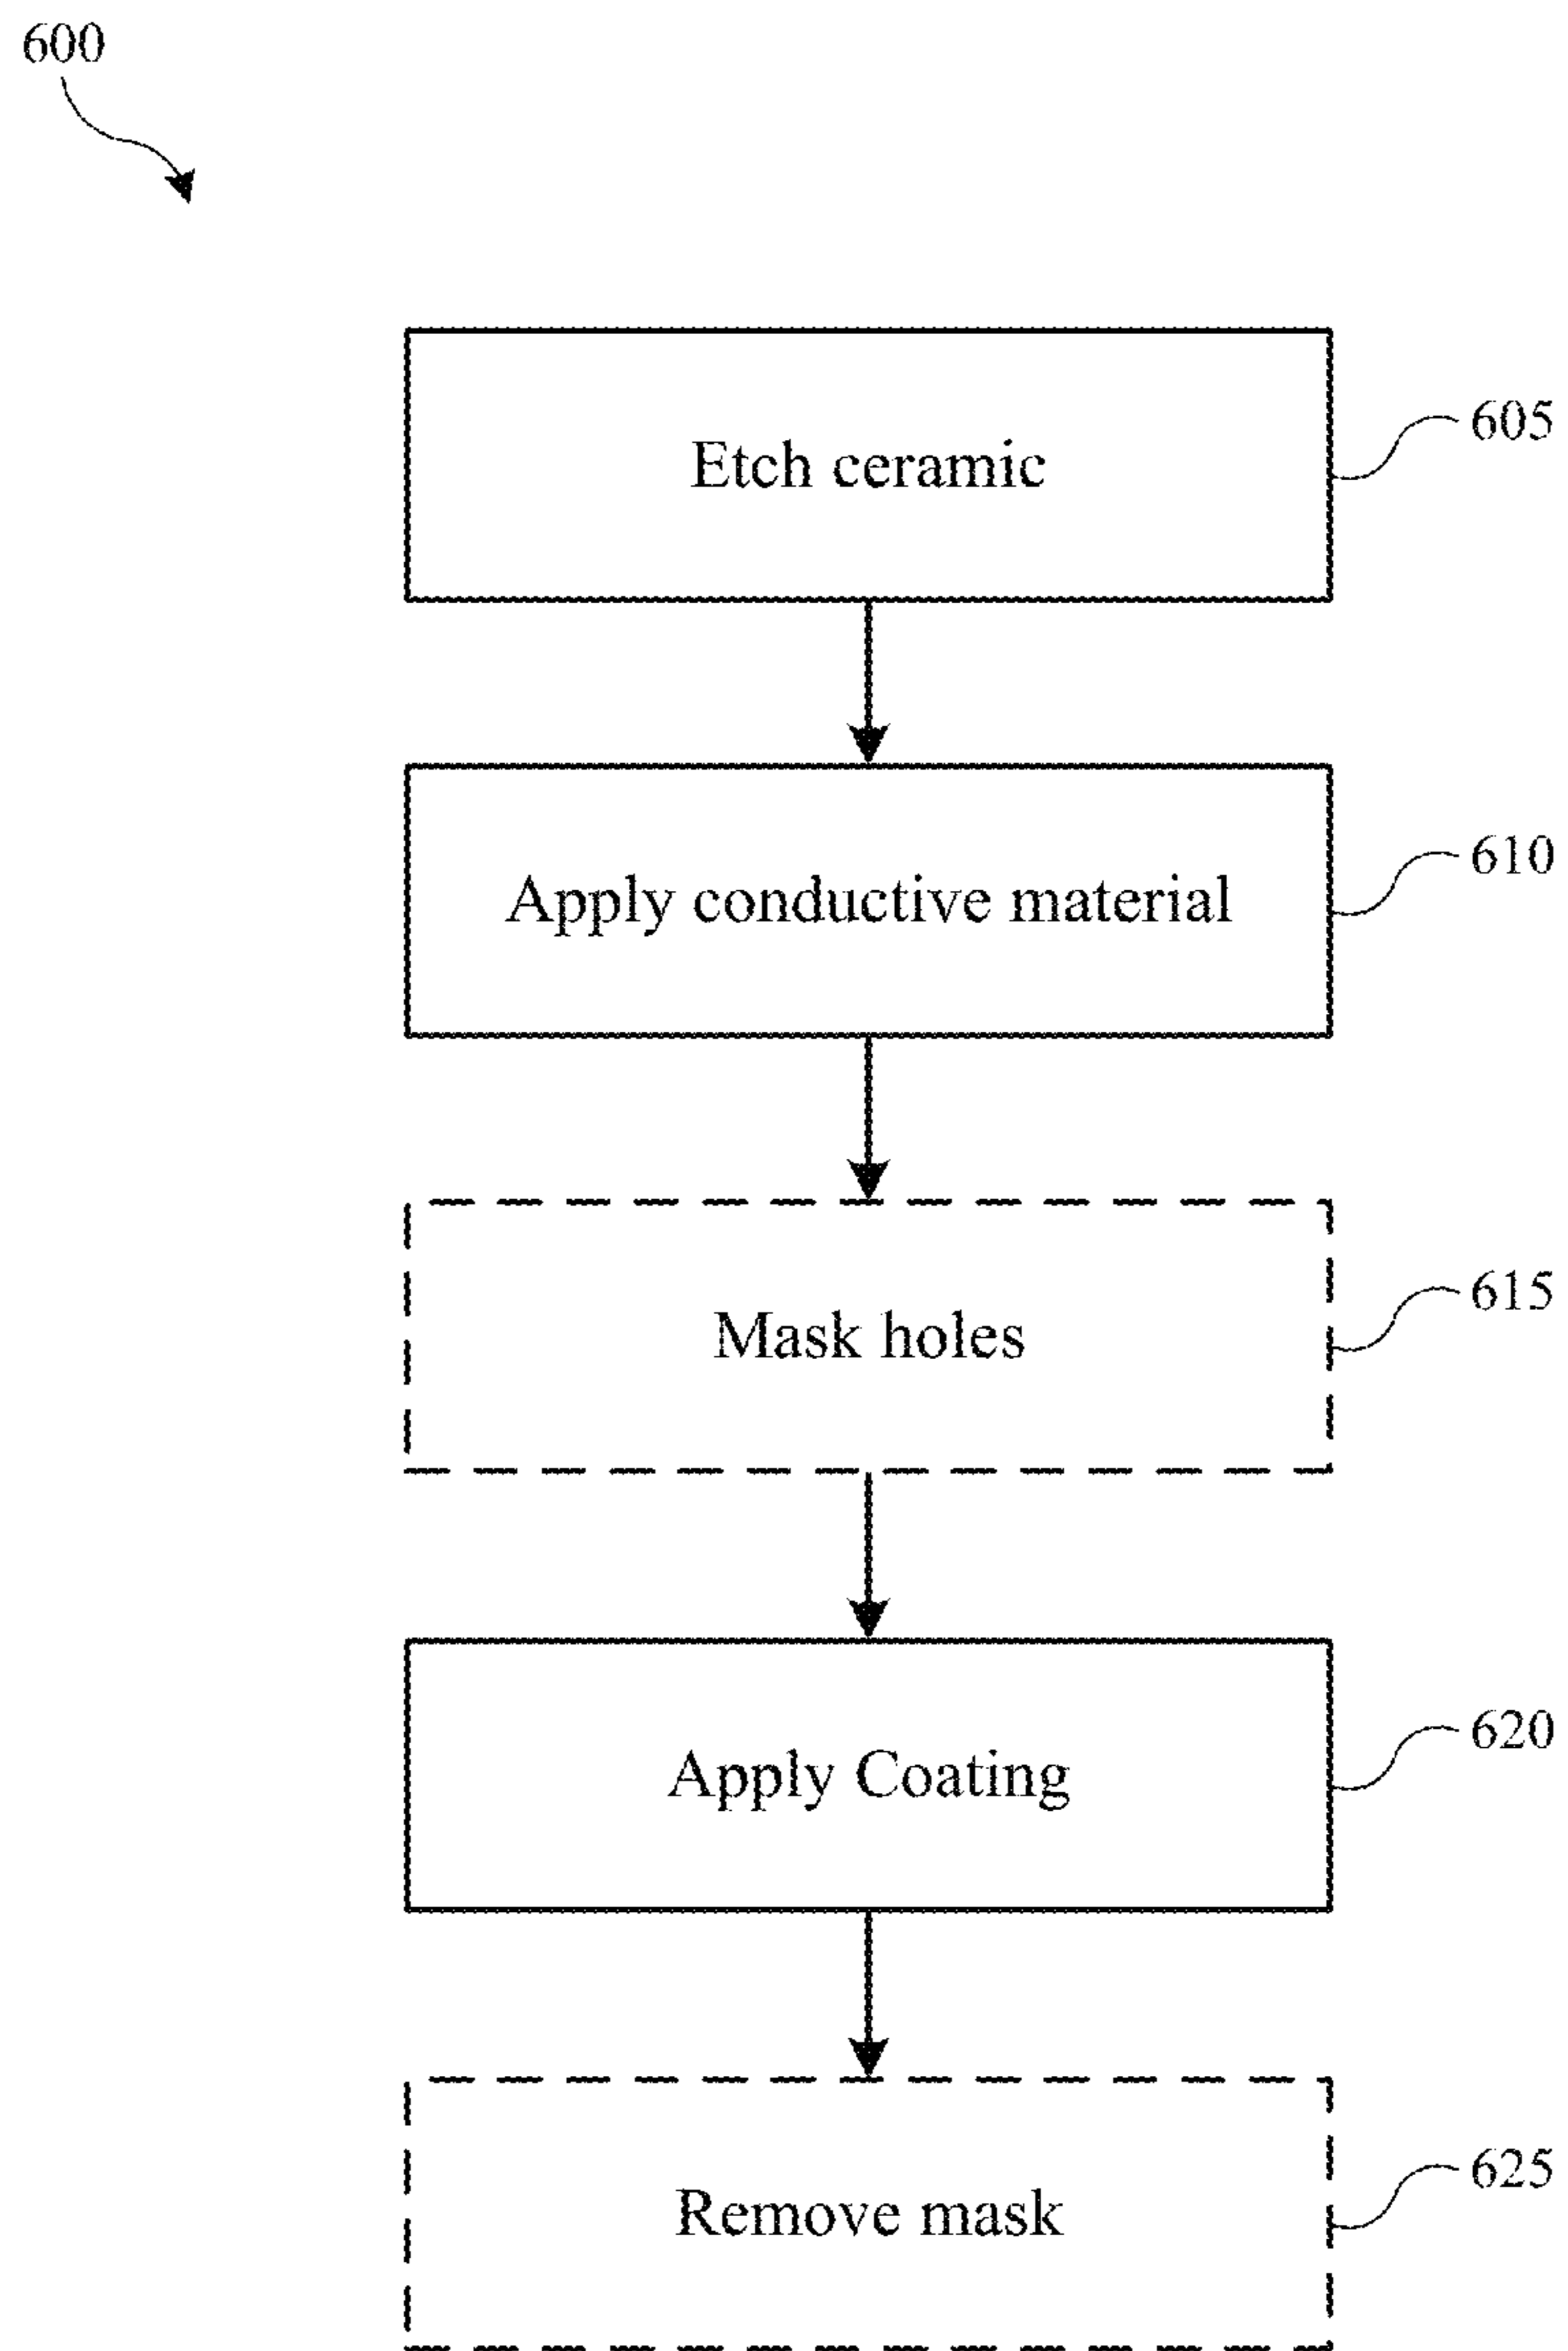 600
Etch ceramic
605
Apply conductive material
610
Mask holes
615
Apply Coating
620
Remove mask
625